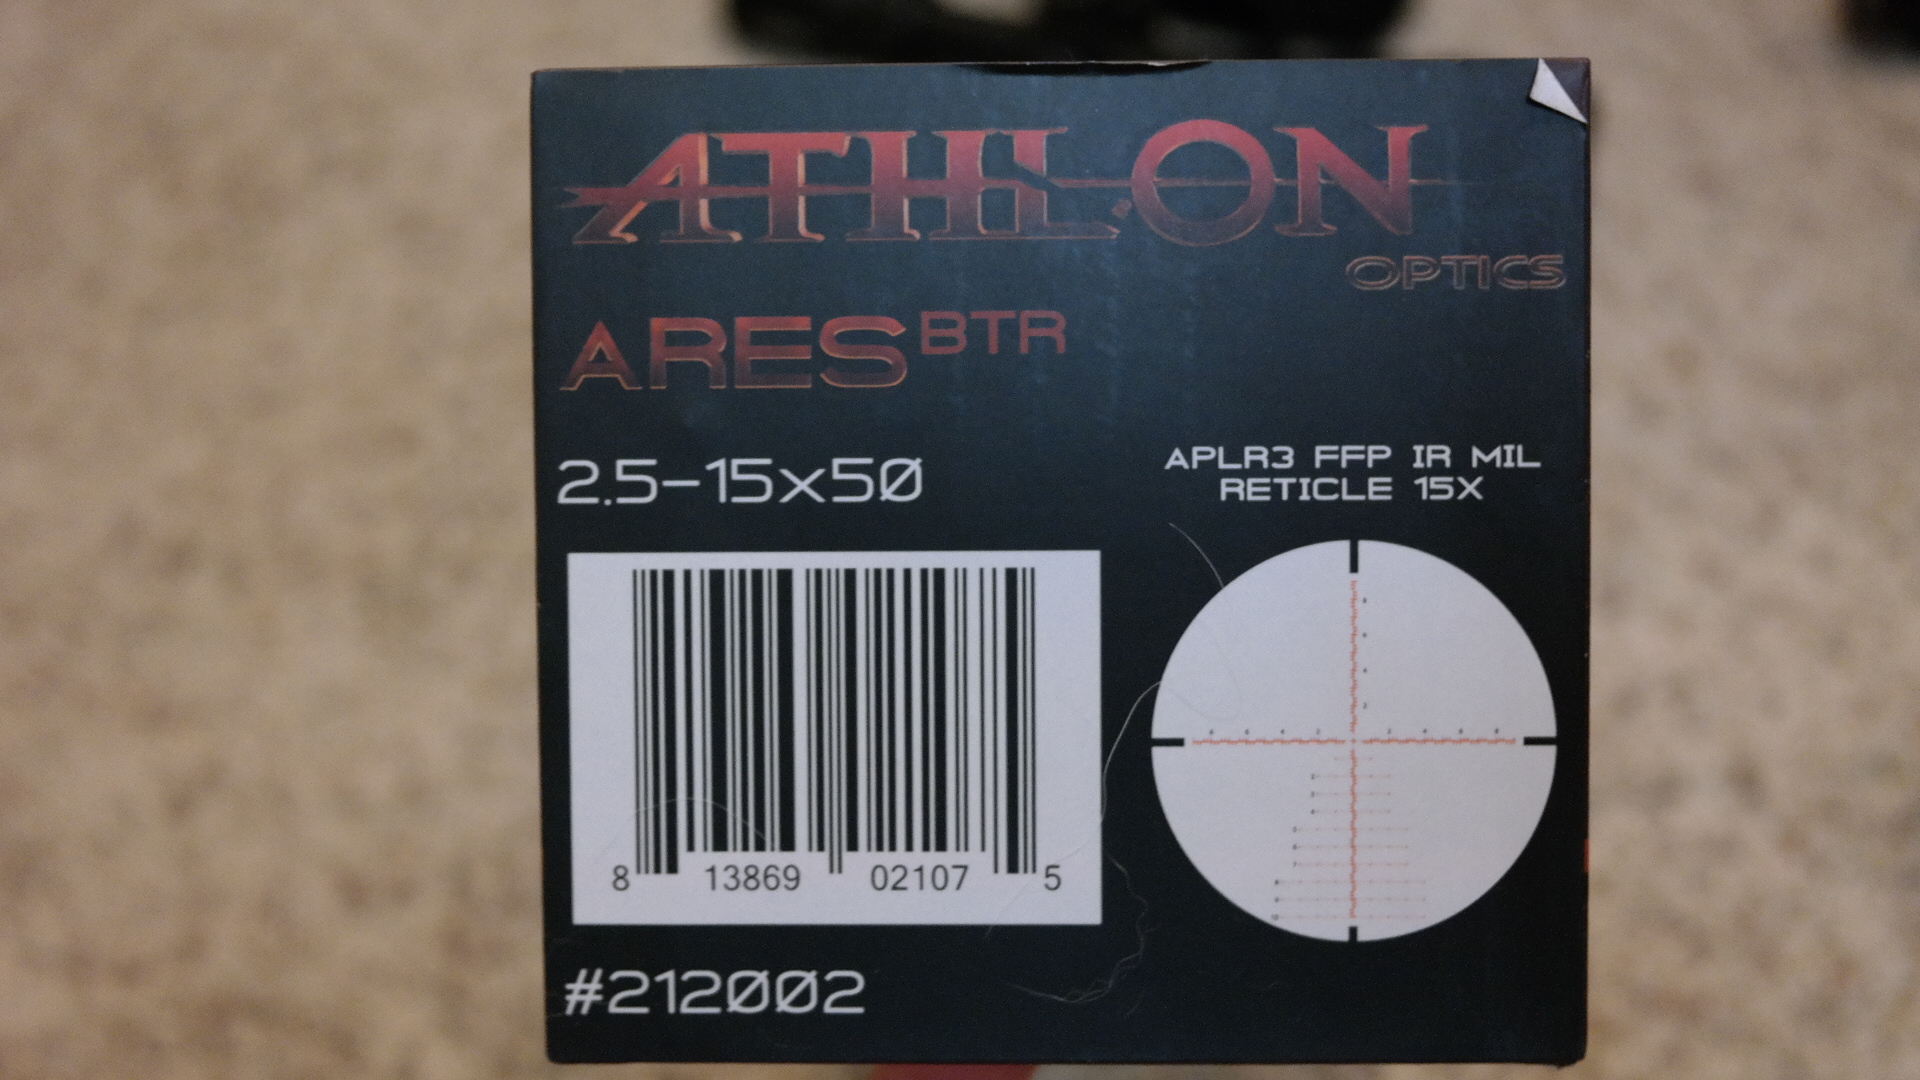 ATHLON
OPTICS
ARES BTR
2.5-15x50
APLR3 FFP IR MIL
RETICLE 15X
8 13869 02107 5
#212002